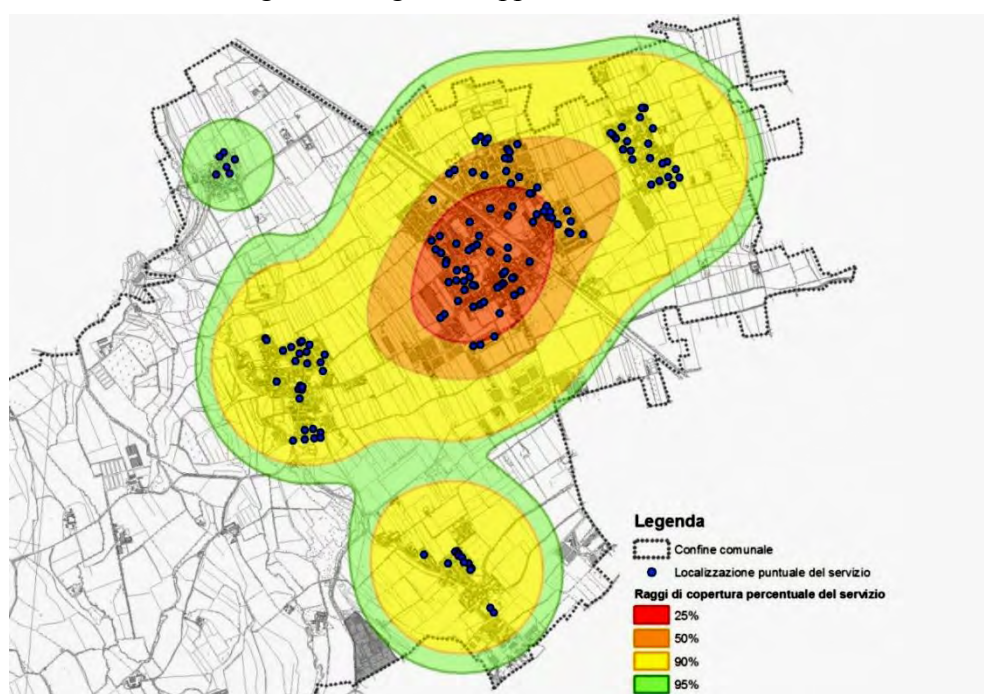 Legenda
Confine comunale
Localizzazione puntuale del servizio
Raggi di copertura percentuale del servizio
25%
50%
90%
95%